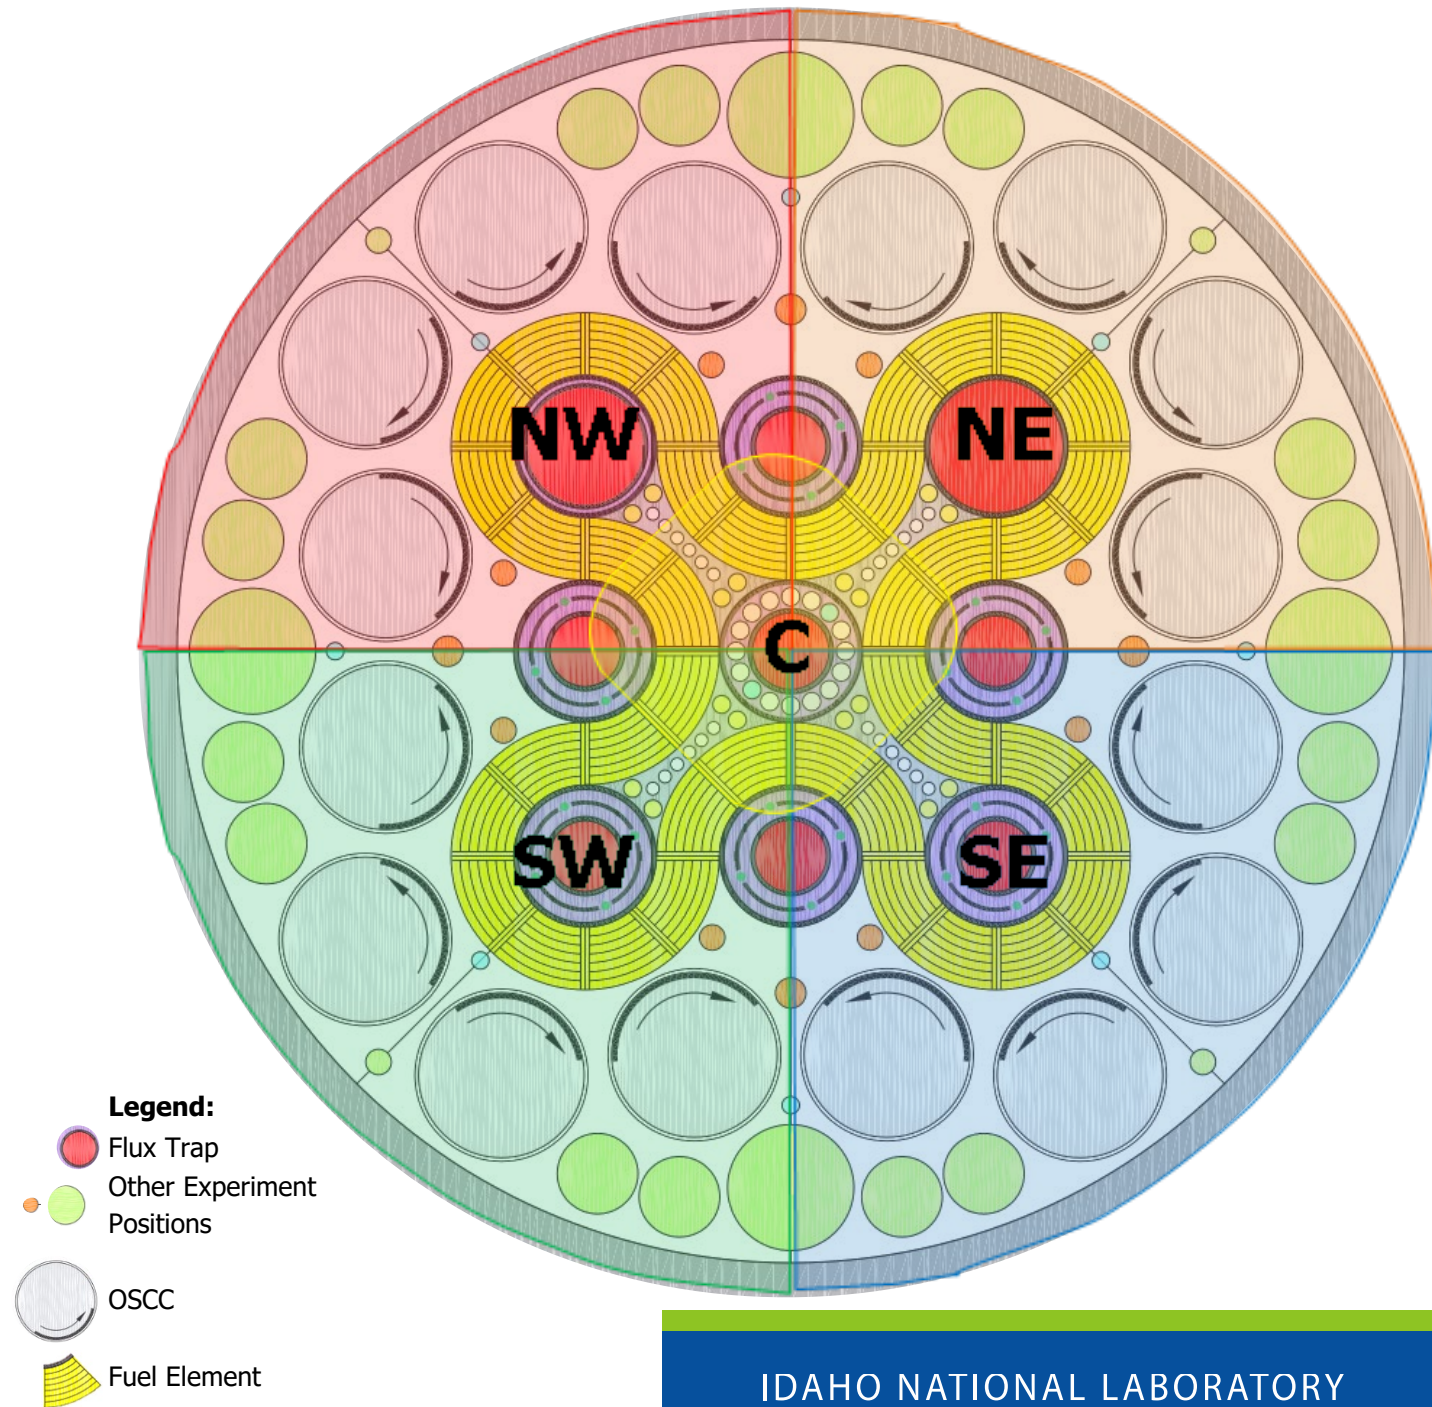 NW
NE
C
SW
SE
Legend:
Flux Trap
Other Experiment
Positions
OSCC
Fuel Element
IDAHO NATIONAL LABORATORY